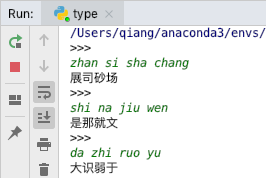 Run: type
/Users/qiang/anaconda3/envs/
>>>
zhan si sha chang
展司砂场
>>>
shi na jiu wen
是那就文
>>>
da zhi ruo yu
大识弱于